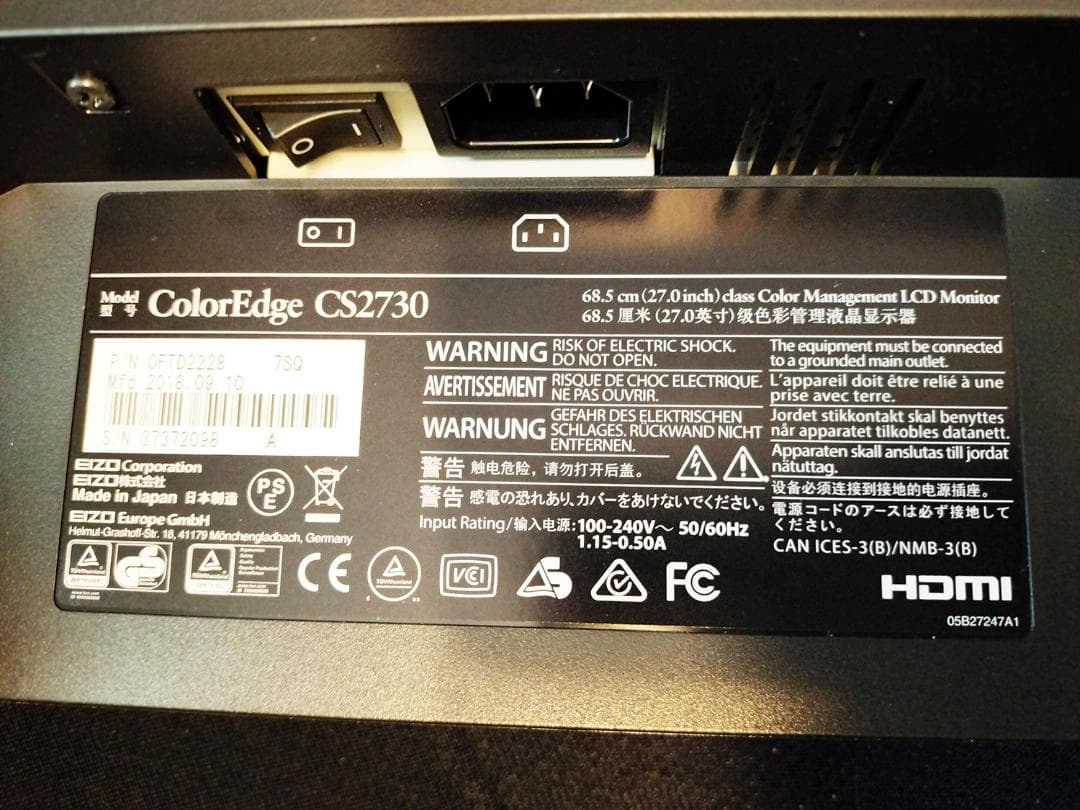 Model
型 号
ColorEdge CS2730
68.5 cm (27.0 inch) class Color Management LCD Monitor
68.5 厘米 (27.0英寸) 级色彩管理液晶显示器
P/N 0FTD2228 7SQ
Mfd.2018.09.10
S/N 37372098 A
EIZO Corporation
EIZO株式会社
Made in Japan 日本制造
EIZO Europe GmbH
Helmut-Grashoff-Str. 18, 41179 Mönchengladbach, Germany
PSE
WARNING RISK OF ELECTRIC SHOCK.
DO NOT OPEN.
AVERTISSEMENT RISQUE DE CHOC ELECTRIQUE.
NE PAS OUVRIR.
WARNUNG GEFAHR DES ELEKTRISCHEN
SCHLAGES. RÜCKWAND NICHT
ENTFERNEN.
警告 触电危险，请勿打开后盖。
警告 感電の恐れあり、カバーをあけないでください。
Input Rating/输入电源: 100-240V～ 50/60Hz
1.15-0.50A
The equipment must be connected
to a grounded main outlet.
L'appareil doit être relié à une
prise avec terre.
Jordet stikkontakt skal benyttes
når apparatet tilkobles datanett.
Apparaten skall anslutas till jordat
nätuttag.
设备必须连接到接地的电源插座。
電源コードのアースは必ず接地して
ください。
CAN ICES-3(B)/NMB-3(B)
TÜVRheinland
TÜVRheinland
CE
TÜVRheinland
VCI
FC
HDMI
05B27247A1